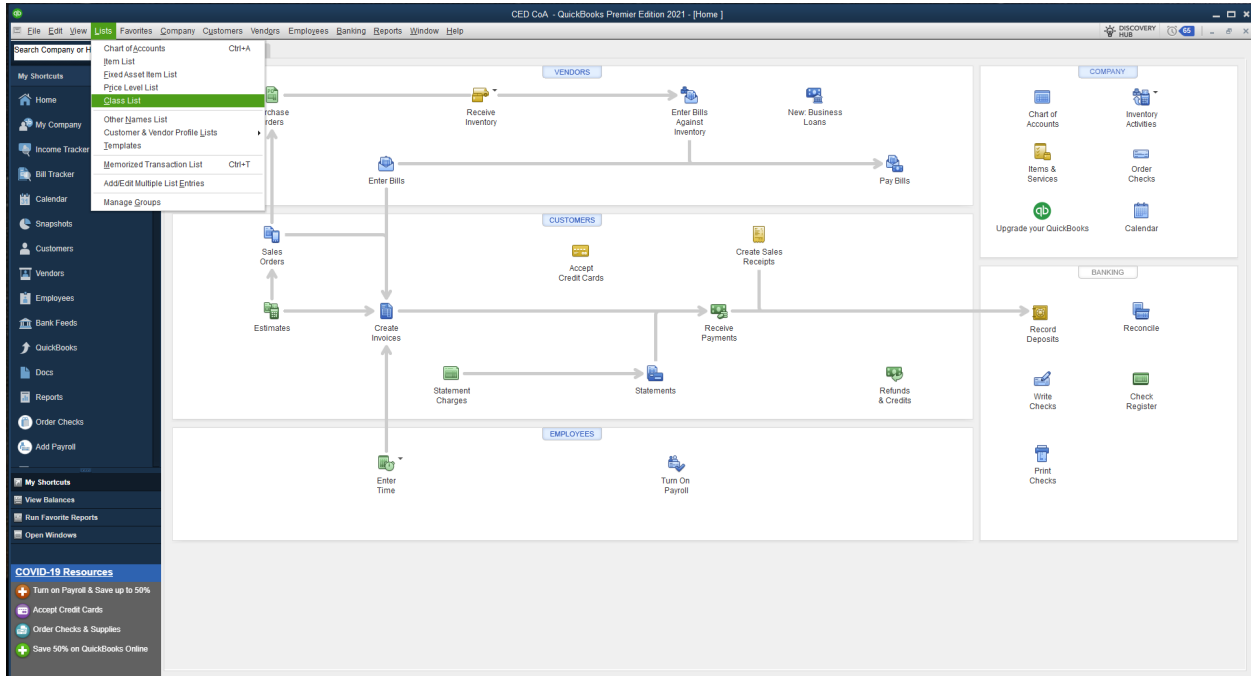 CED CoA - QuickBooks Premier Edition 2021 - [Home ]
File Edit View Lists Favorites Company Customers Vendors Employees Banking Reports Window Help
DISCOVERY
HUB
65
Search Company or H
My Shortcuts
Home
My Company
Income Tracker
Bill Tracker
Calendar
Snapshots
Customers
Vendors
Employees
Bank Feeds
QuickBooks
Docs
Reports
Order Checks
Add Payroll
My Shortcuts
View Balances
Run Favorite Reports
Open Windows
COVID-19 Resources
Turn on Payroll & Save up to 50%
Accept Credit Cards
Order Checks & Supplies
Save 50% on QuickBooks Online
Chart of Accounts Ctrl+A
Item List
Fixed Asset Item List
Price Level List
Class List
Other Names List
Customer & Vendor Profile Lists
Templates
Memorized Transaction List Ctrl+T
Add/Edit Multiple List Entries
Manage Groups
VENDORS
rchase
rders
Receive
Inventory
Enter Bills
Against
Inventory
New: Business
Loans
Enter Bills
Pay Bills
CUSTOMERS
Sales
Orders
Accept
Credit Cards
Create Sales
Receipts
Estimates
Create
Invoices
Receive
Payments
Statement
Charges
Statements
Refunds
& Credits
EMPLOYEES
Enter
Time
Turn On
Payroll
COMPANY
Chart of
Accounts
Inventory
Activities
Items &
Services
Order
Checks
qb
Upgrade your QuickBooks
Calendar
BANKING
Record
Deposits
Reconcile
Write
Checks
Check
Register
Print
Checks